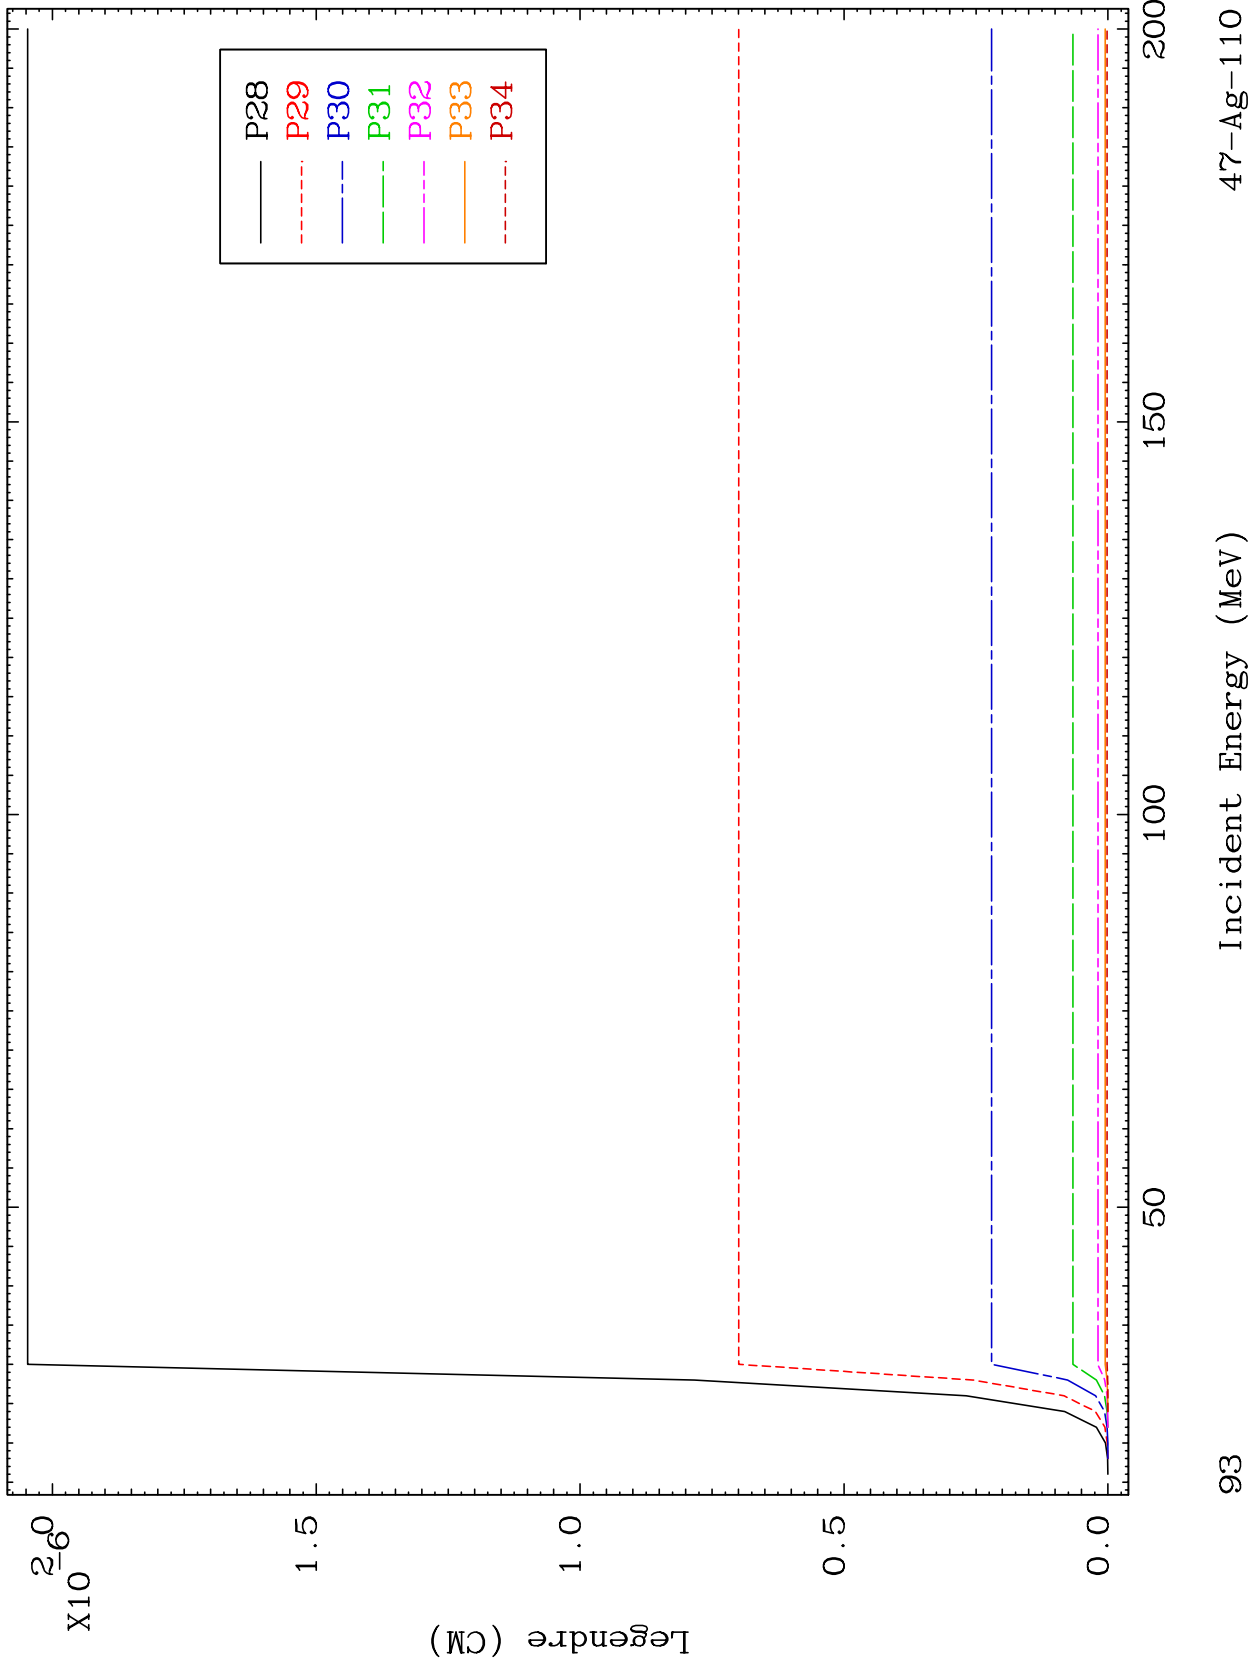 Legendre (CM)
X10
-6
2.0
1.5
1.0
0.5
0.0
P28
P29
P30
P31
P32
P33
P34
50
100
150
200
93
Incident Energy (MeV)
47-Ag-110